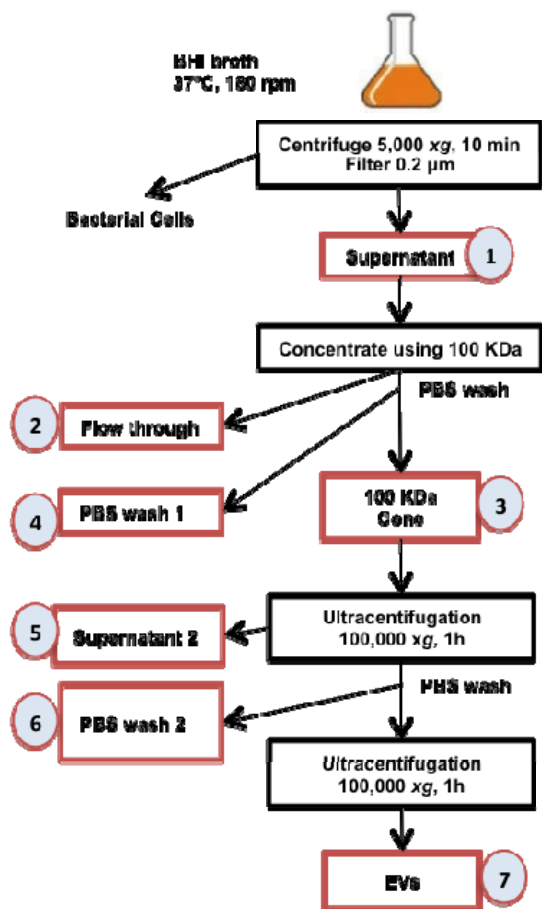 BHI broth
37°C, 180 rpm
Centrifuge 5,000 xg, 10 min
Filter 0.2 µm
Bacterial Cells
Supernatant
1
Concentrate using 100 KDa
PBS wash
2
Flow through
4
PBS wash 1
100 KDa
Conc
3
Ultracentifugation
100,000 xg, 1h
5
Supernatant 2
PBS wash
6
PBS wash 2
Ultracentifugation
100,000 xg, 1h
EVs
7